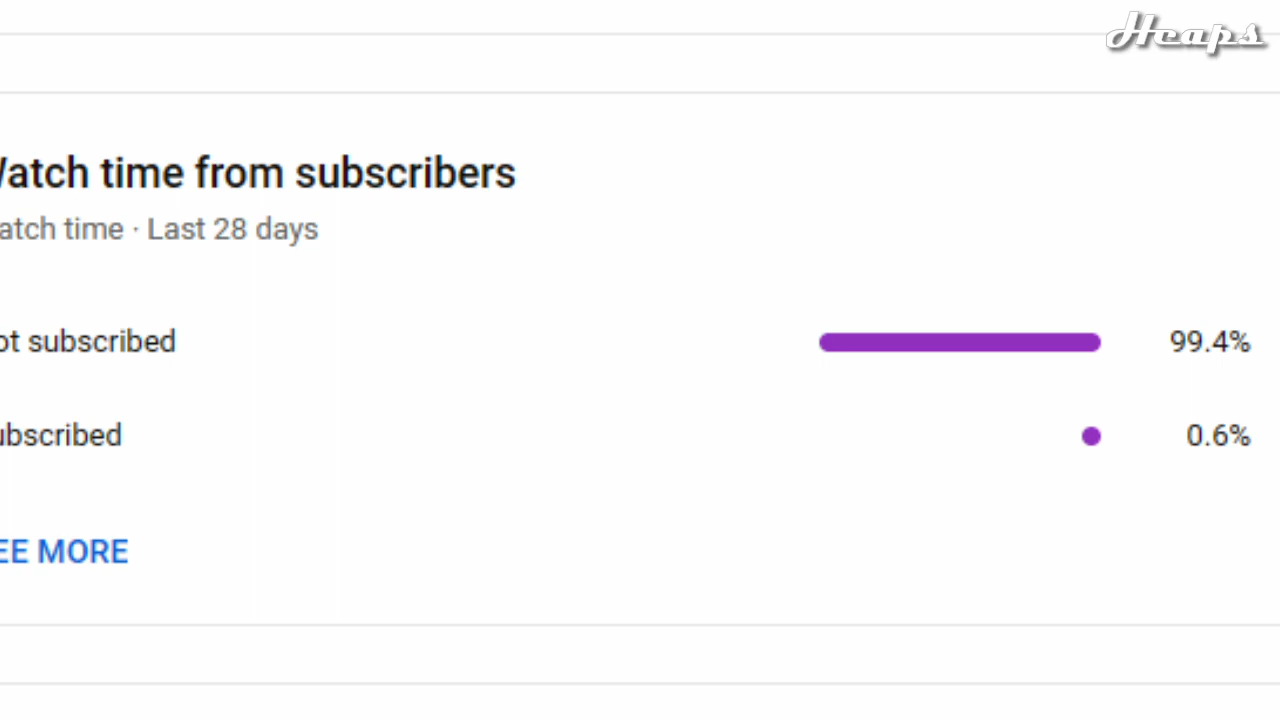 Heaps
Watch time from subscribers
atch time · Last 28 days
ot subscribed
99.4%
ubscribed
0.6%
EE MORE